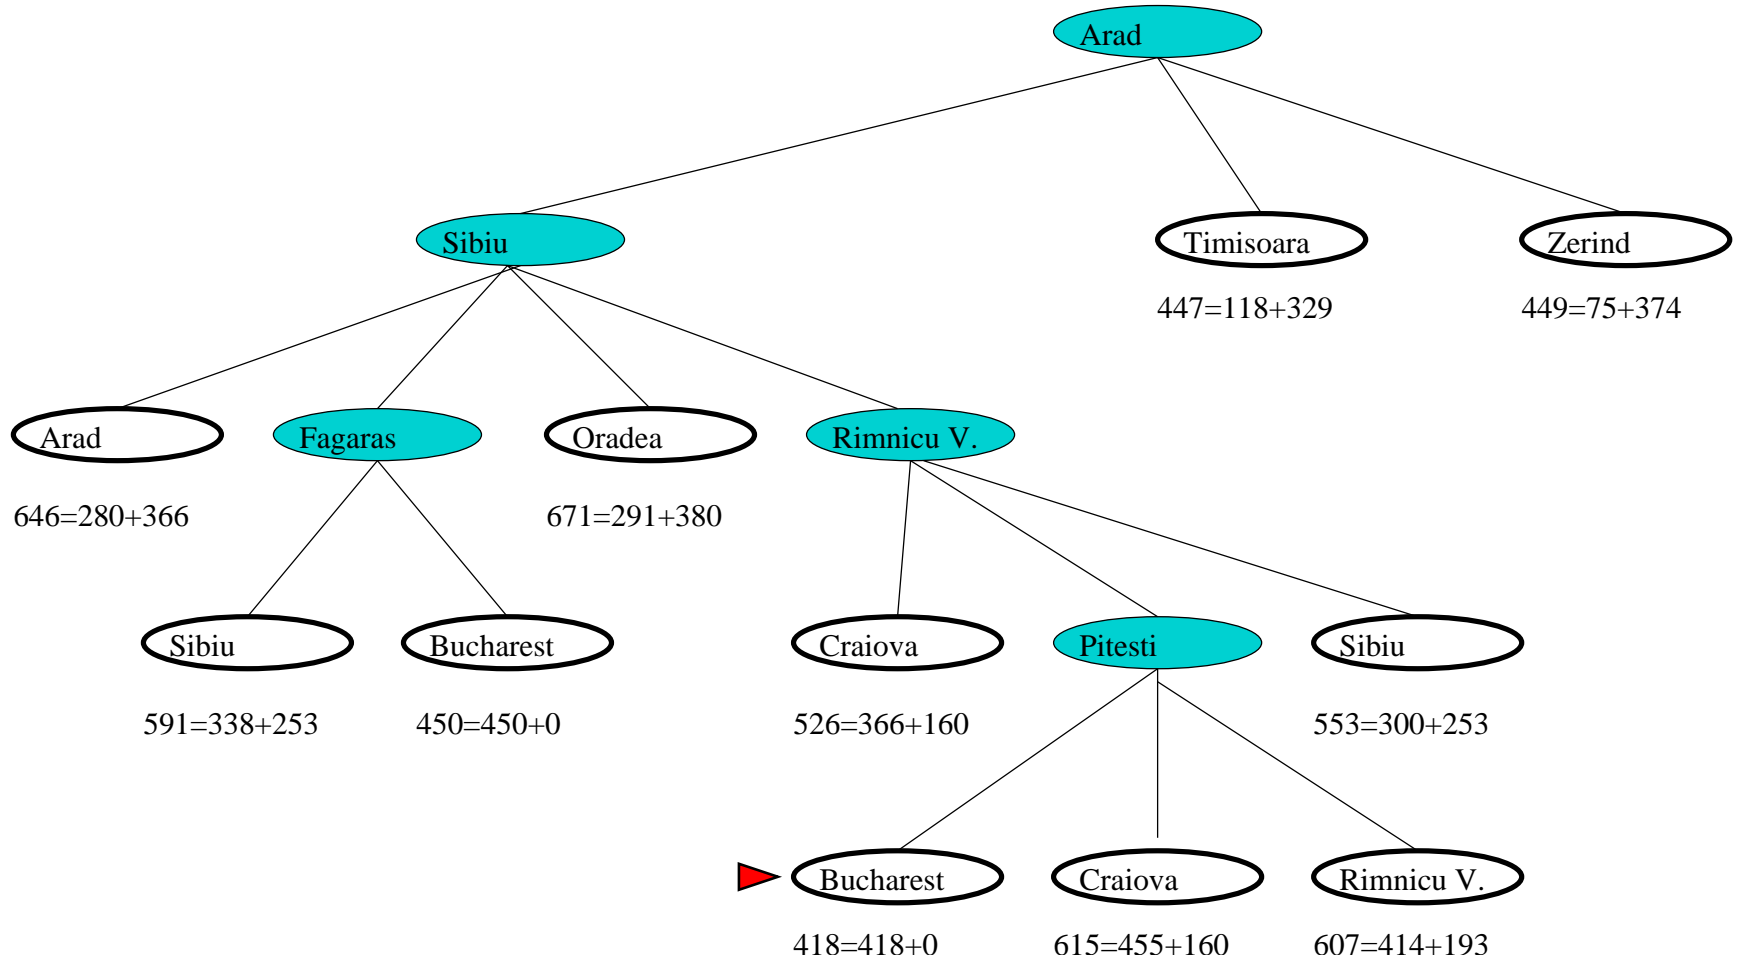 Arad
Sibiu
Timisoara
Zerind
447=118+329
449=75+374
Arad
Fagaras
Oradea
Rimnicu V.
646=280+366
671=291+380
Sibiu
Bucharest
Craiova
Pitesti
Sibiu
591=338+253
450=450+0
526=366+160
553=300+253
Bucharest
Craiova
Rimnicu V.
418=418+0
615=455+160
607=414+193